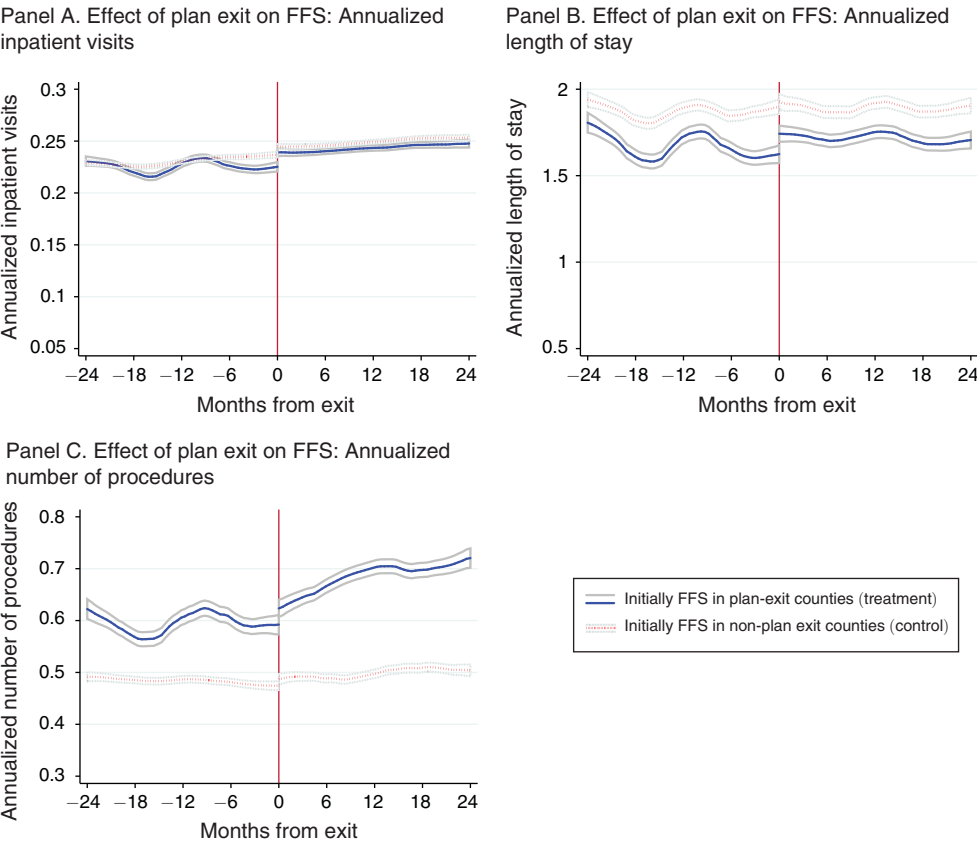 Panel A. Effect of plan exit on FFS: Annualized
inpatient visits
Annualized inpatient visits
0.3
0.25
0.2
0.15
0.1
0.05
−24 −18 −12 −6 0 6 12 18 24
Months from exit
Panel B. Effect of plan exit on FFS: Annualized
length of stay
Annualized length of stay
2
1.5
1
0.5
−24 −18 −12 −6 0 6 12 18 24
Months from exit
Panel C. Effect of plan exit on FFS: Annualized
number of procedures
Annualized number of procedures
0.8
0.7
0.6
0.5
0.4
0.3
−24 −18 −12 −6 0 6 12 18 24
Months from exit
Initially FFS in plan-exit counties (treatment)
Initially FFS in non-plan exit counties (control)